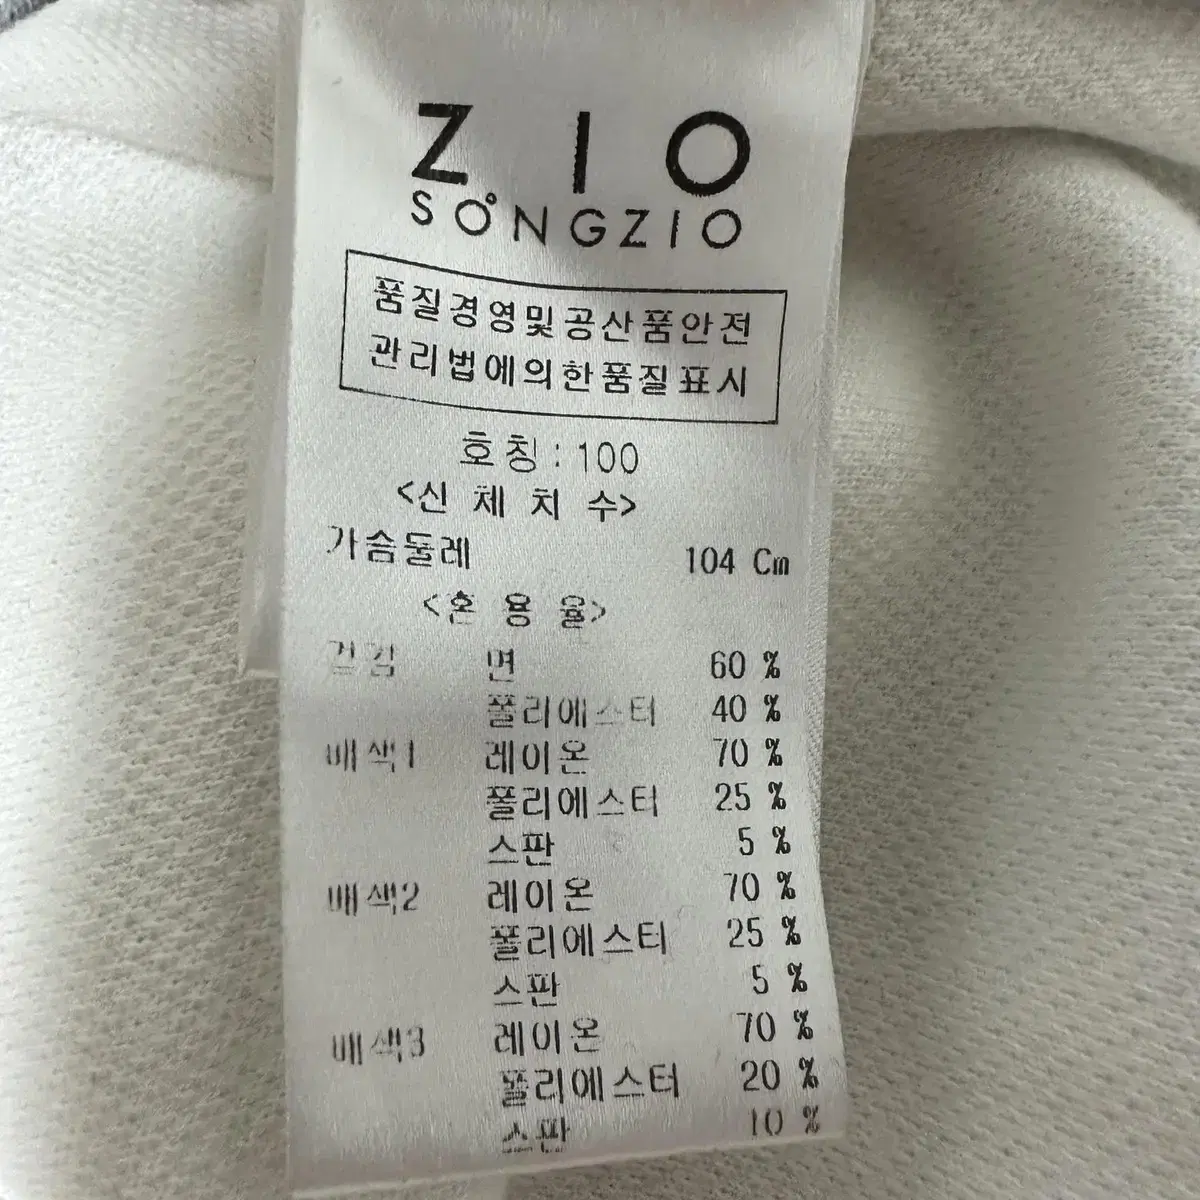 ZIO
SONGZIO
품질경영및공산품안전
관리법에의한품질표시
호칭 : 100
<신 체 치 수>
가슴둘레 104 Cm
<혼 용 율>
겉감 면 60 %
폴리에스터 40 %
배색1 레이온 70 %
폴리에스터 25 %
스판 5 %
배색2 레이온 70 %
폴리에스터 25 %
스판 5 %
배색3 레이온 70 %
폴리에스터 20 %
스판 10 %